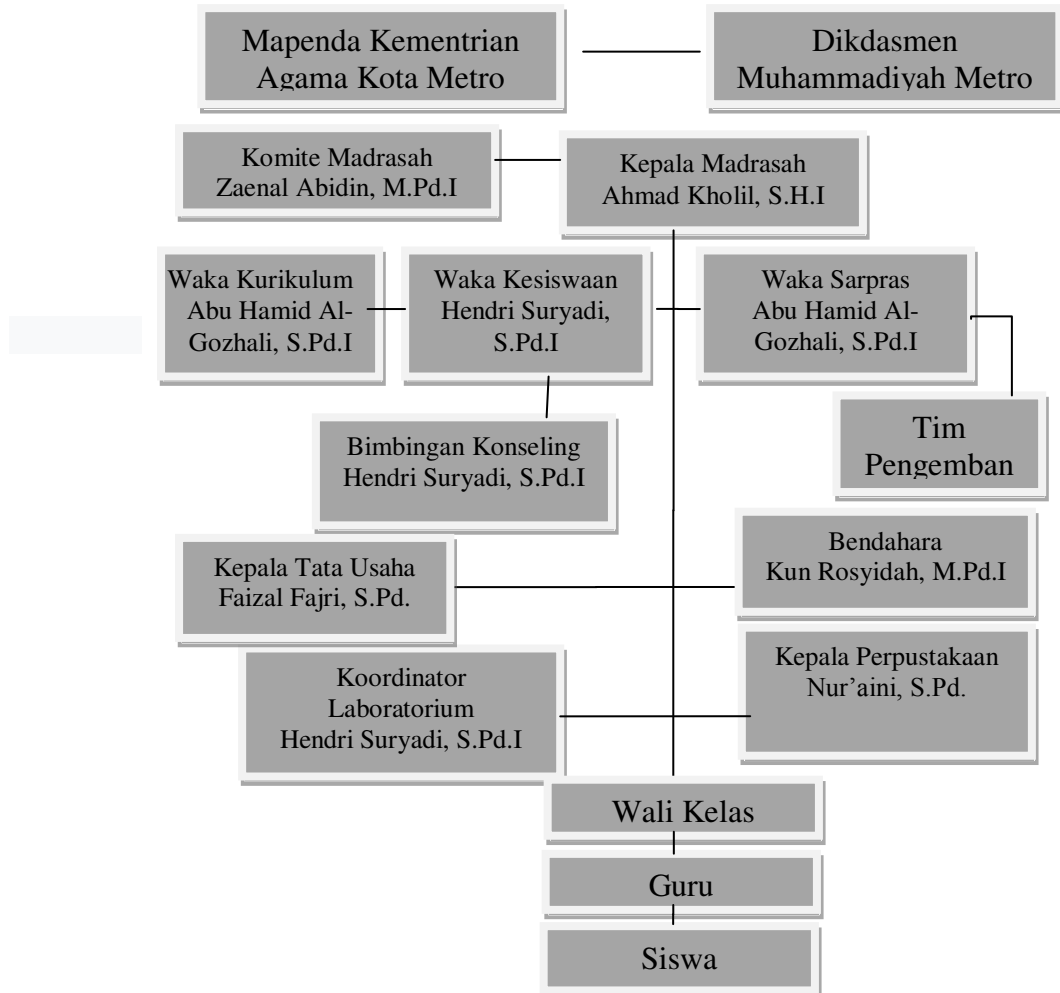 Mapenda Kementrian
Agama Kota Metro
Dikdasmen
Muhammadiyah Metro
Komite Madrasah
Zaenal Abidin, M.Pd.I
Kepala Madrasah
Ahmad Kholil, S.H.I
Waka Kurikulum
Abu Hamid Al-
Gozhali, S.Pd.I
Waka Kesiswaan
Hendri Suryadi,
S.Pd.I
Waka Sarpras
Abu Hamid Al-
Gozhali, S.Pd.I
Tim
Pengemban
Bimbingan Konseling
Hendri Suryadi, S.Pd.I
Kepala Tata Usaha
Faizal Fajri, S.Pd.
Bendahara
Kun Rosyidah, M.Pd.I
Koordinator
Laboratorium
Hendri Suryadi, S.Pd.I
Kepala Perpustakaan
Nur’aini, S.Pd.
Wali Kelas
Guru
Siswa